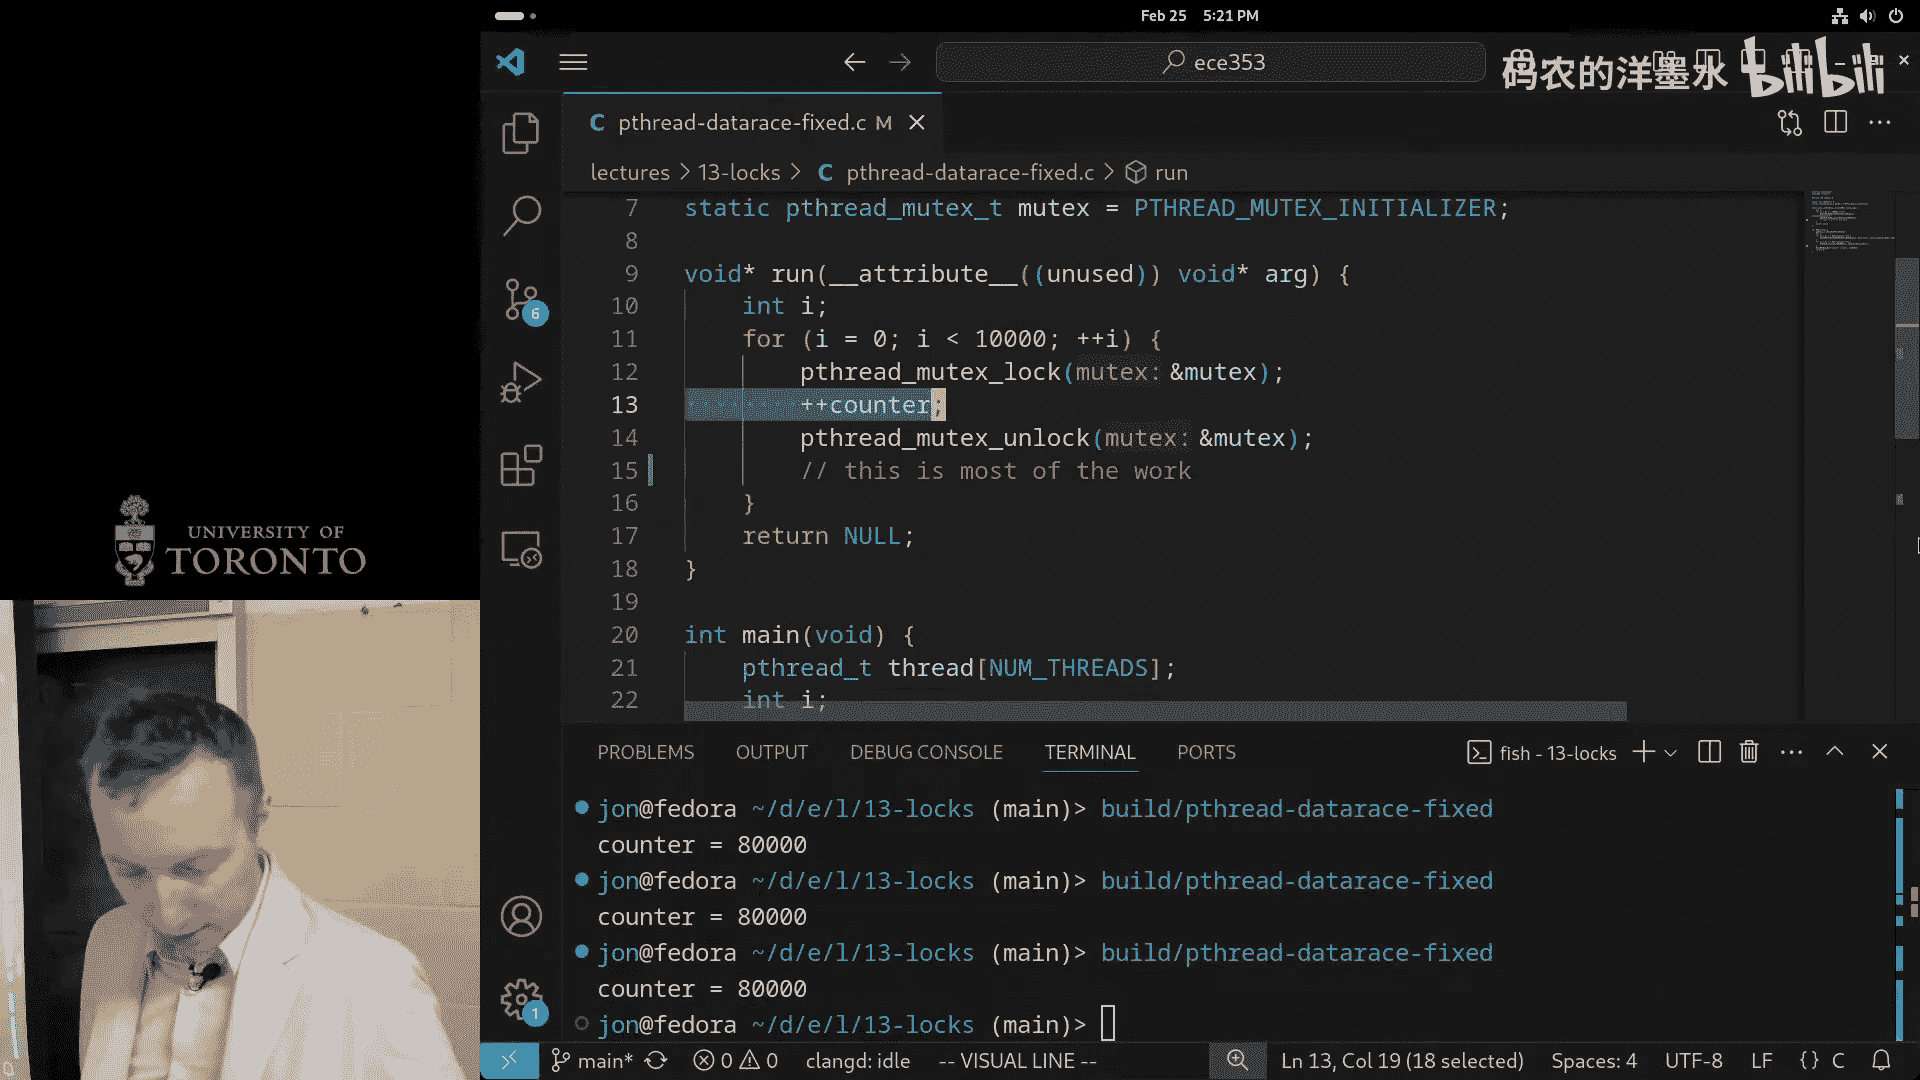 Feb 25 5:21 PM
ece353
码农的洋墨水 bilibili
C pthread-datarace-fixed.c M
lectures > 13-locks > C pthread-datarace-fixed.c > run
7 static pthread_mutex_t mutex = PTHREAD_MUTEX_INITIALIZER;
8
9 void* run(__attribute__((unused)) void* arg) {
10 int i;
11 for (i = 0; i < 10000; ++i) {
12 pthread_mutex_lock(mutex: &mutex);
13 ++counter;
14 pthread_mutex_unlock(mutex: &mutex);
15 // this is most of the work
16 }
17 return NULL;
18 }
19
20 int main(void) {
21 pthread_t thread[NUM_THREADS];
22 int i;
6
1
UNIVERSITY OF
TORONTO
PROBLEMS OUTPUT DEBUG CONSOLE TERMINAL PORTS fish - 13-locks
jon@fedora ~/d/e/l/13-locks (main)> build/pthread-datarace-fixed
counter = 80000
jon@fedora ~/d/e/l/13-locks (main)> build/pthread-datarace-fixed
counter = 80000
jon@fedora ~/d/e/l/13-locks (main)> build/pthread-datarace-fixed
counter = 80000
jon@fedora ~/d/e/l/13-locks (main)>
main* 0 0 clangd: idle -- VISUAL LINE -- Ln 13, Col 19 (18 selected) Spaces: 4 UTF-8 LF {} C